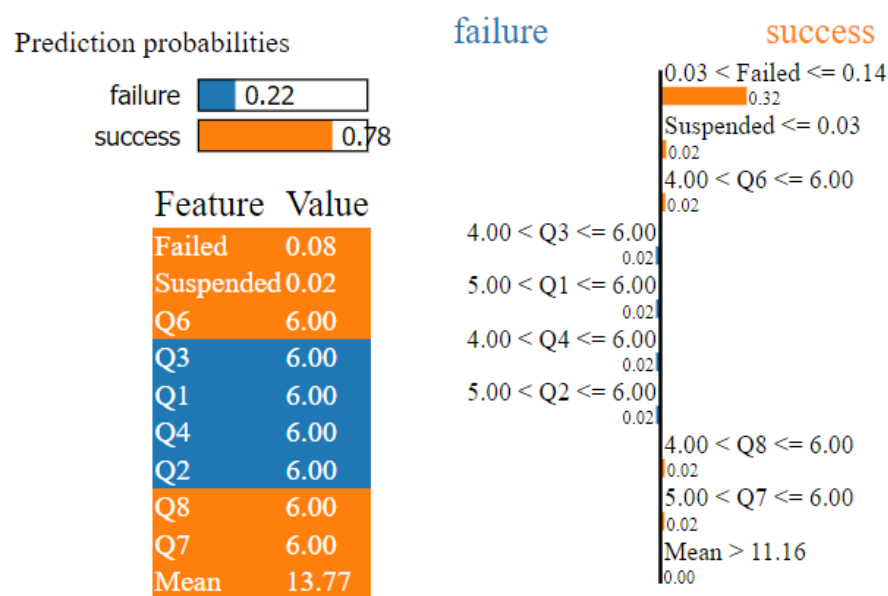 Prediction probabilities
failure 0.22
success 0.78
Feature Value
Failed 0.08
Suspended 0.02
Q6 6.00
Q3 6.00
Q1 6.00
Q4 6.00
Q2 6.00
Q8 6.00
Q7 6.00
Mean 13.77
failure success
0.03 < Failed <= 0.14
0.32
Suspended <= 0.03
0.02
4.00 < Q6 <= 6.00
0.02
4.00 < Q3 <= 6.00
0.02
5.00 < Q1 <= 6.00
0.02
4.00 < Q4 <= 6.00
0.02
5.00 < Q2 <= 6.00
0.02
4.00 < Q8 <= 6.00
0.02
5.00 < Q7 <= 6.00
0.02
Mean > 11.16
0.00